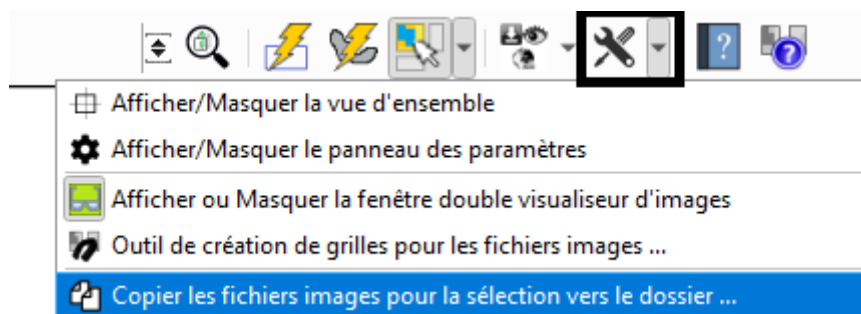 ?
?
Afficher/Masquer la vue d'ensemble
Afficher/Masquer le panneau des paramètres
Afficher ou Masquer la fenêtre double visualiseur d'images
Outil de création de grilles pour les fichiers images ...
Copier les fichiers images pour la sélection vers le dossier ...